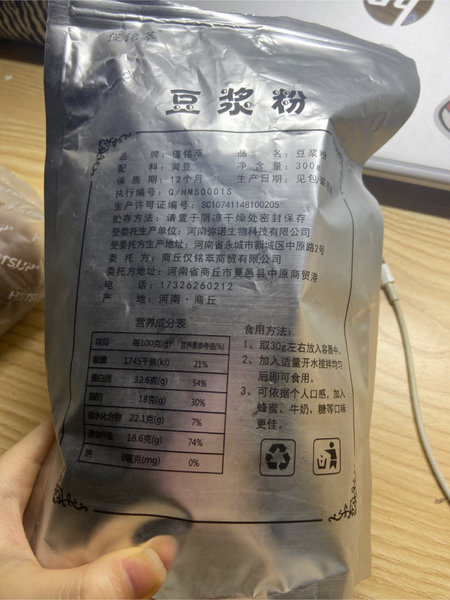 豆浆粉
品 牌：仅铭萃 品 名：豆浆粉
配 料：黄豆 净 含 量：300g
保 质 期：12个月 生产日期：见包装
执行编号：Q/HMS0001S
生产许可证编号：SC10741148100205
贮存方法：请置于阴凉干燥处密封保存
受委托生产单位：河南弥诺生物科技有限公司
受委托方生产地址：河南省永城市新城区中原路2号
委 托 方：商丘仅铭萃商贸有限公司
委托方地址：河南省商丘市夏邑县中原商贸港
电 话：17326260212
产 地：河南·商丘
营养成分表
项目 每100克(g) 营养素参考值(%)
能量 1745千焦(kJ) 21%
蛋白质 32.6克(g) 54%
脂肪 18克(g) 30%
碳水化合物 22.1克(g) 7%
膳食纤维 18.6克(g) 74%
钠 0毫克(mg) 0%
食用方法：
1、取30g左右放入容器中。
2、加入适量开水搅拌均匀
后即可食用。
3、可依据个人口感，加入
蜂蜜、牛奶、糖等口味
更佳。
hp